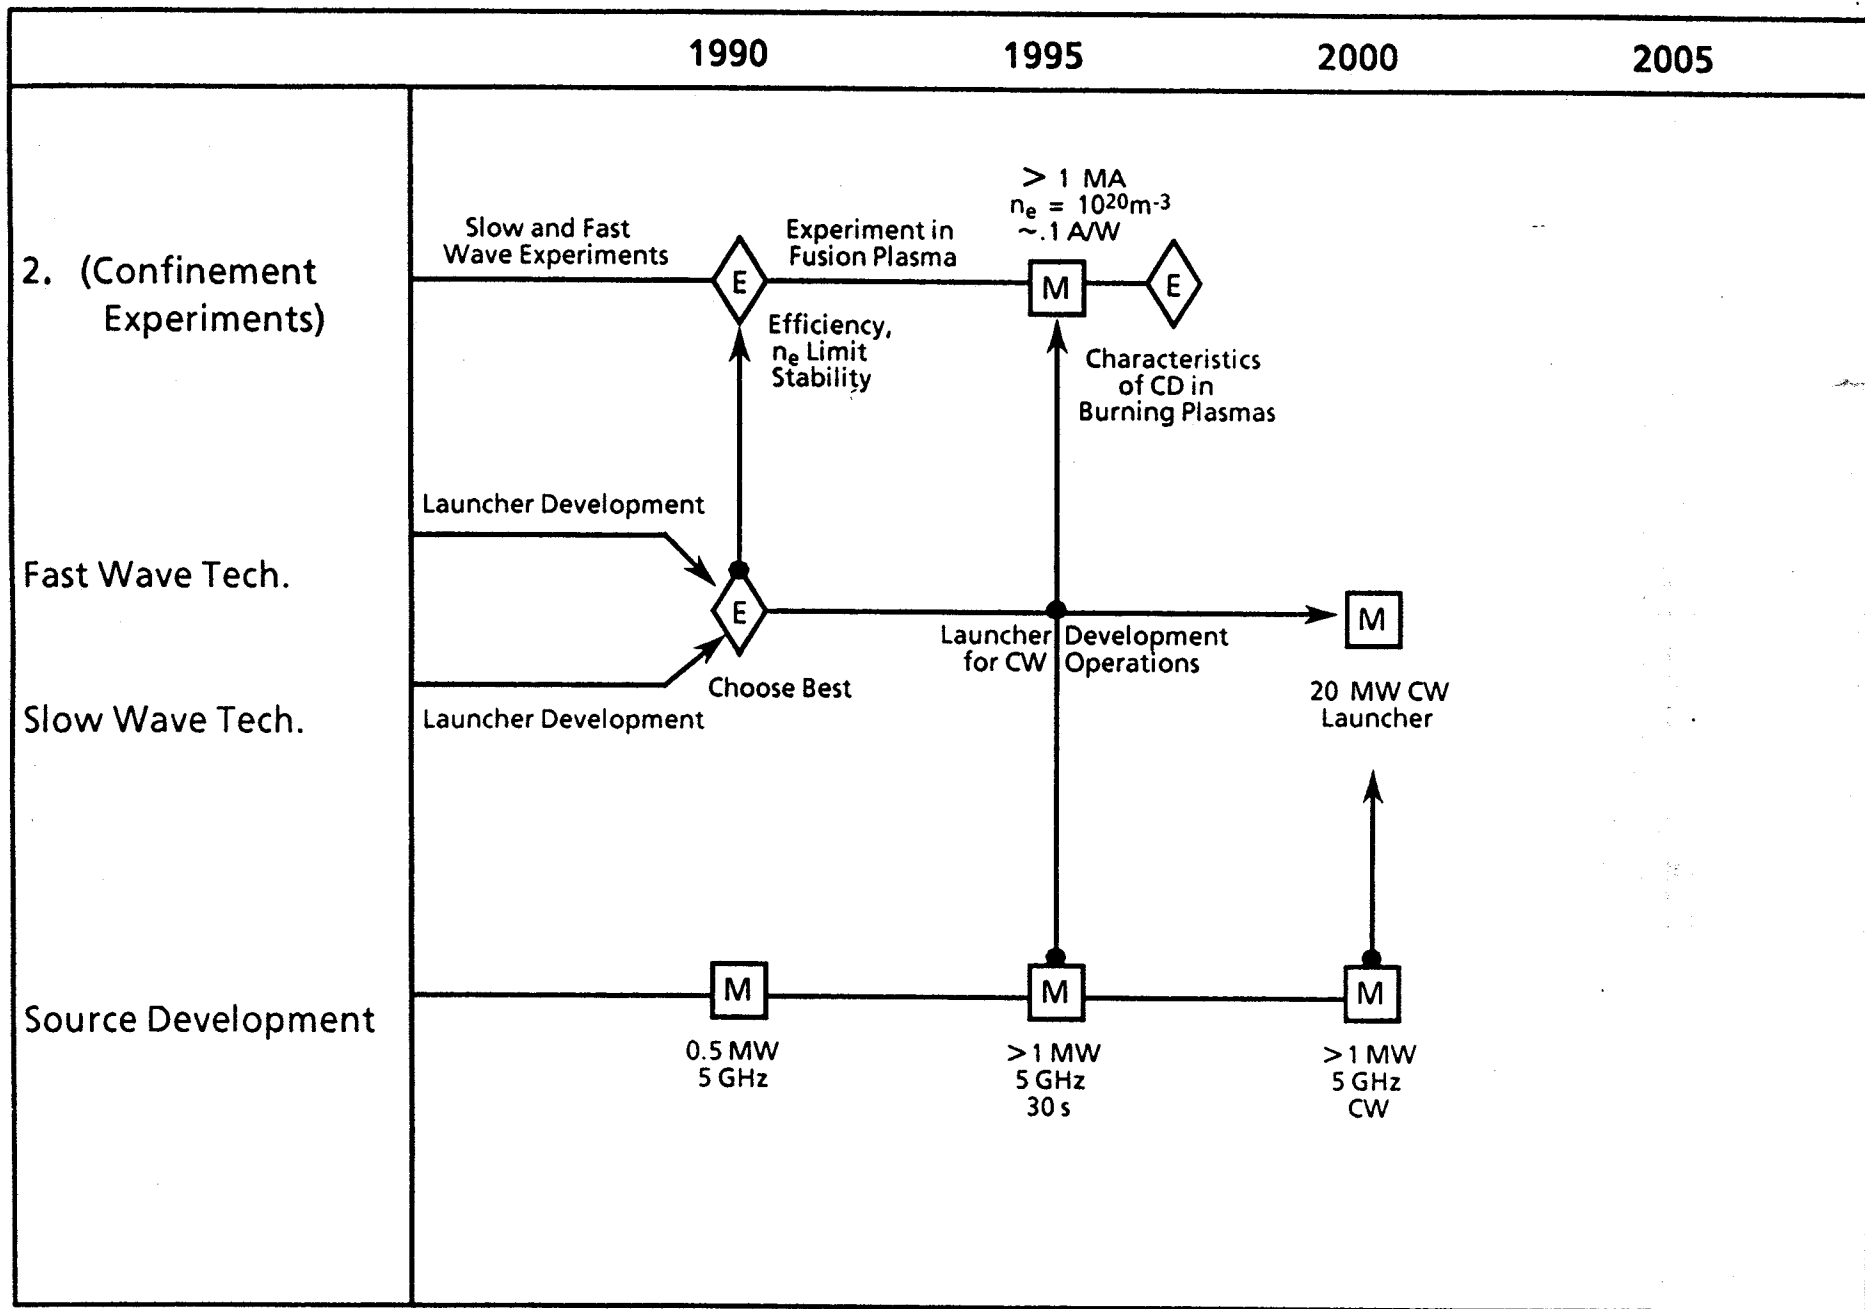 1990 1995 2000 2005
2. (Confinement
Experiments)
Slow and Fast
Wave Experiments
E
Experiment in
Fusion Plasma
> 1 MA
nₑ = 10²⁰m⁻³
~.1 A/W
M
E
Efficiency,
nₑ Limit
Stability
Characteristics
of CD in
Burning Plasmas
Fast Wave Tech.
Launcher Development
E
Choose Best
Slow Wave Tech.
Launcher Development
Launcher Development
for CW Operations
M
20 MW CW
Launcher
Source Development
M
0.5 MW
5 GHz
M
>1 MW
5 GHz
30 s
M
>1 MW
5 GHz
CW